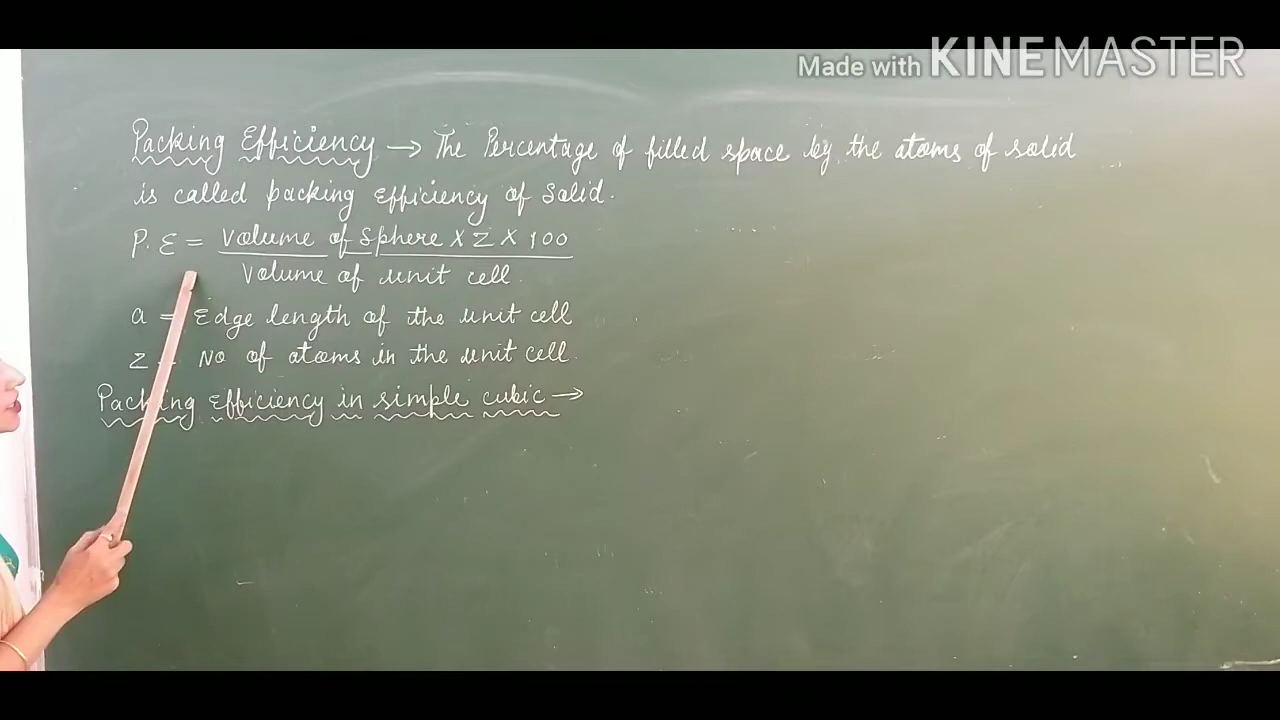 Made with KINEMASTER
Packing Efficiency → The Percentage of filled space by the atoms of solid
is called packing Efficiency of Solid.
P. E = Volume of Sphere X Z X 100
Volume of unit cell.
a = Edge length of the unit cell
Z = No of atoms in the unit cell.
Packing efficiency in simple cubic →